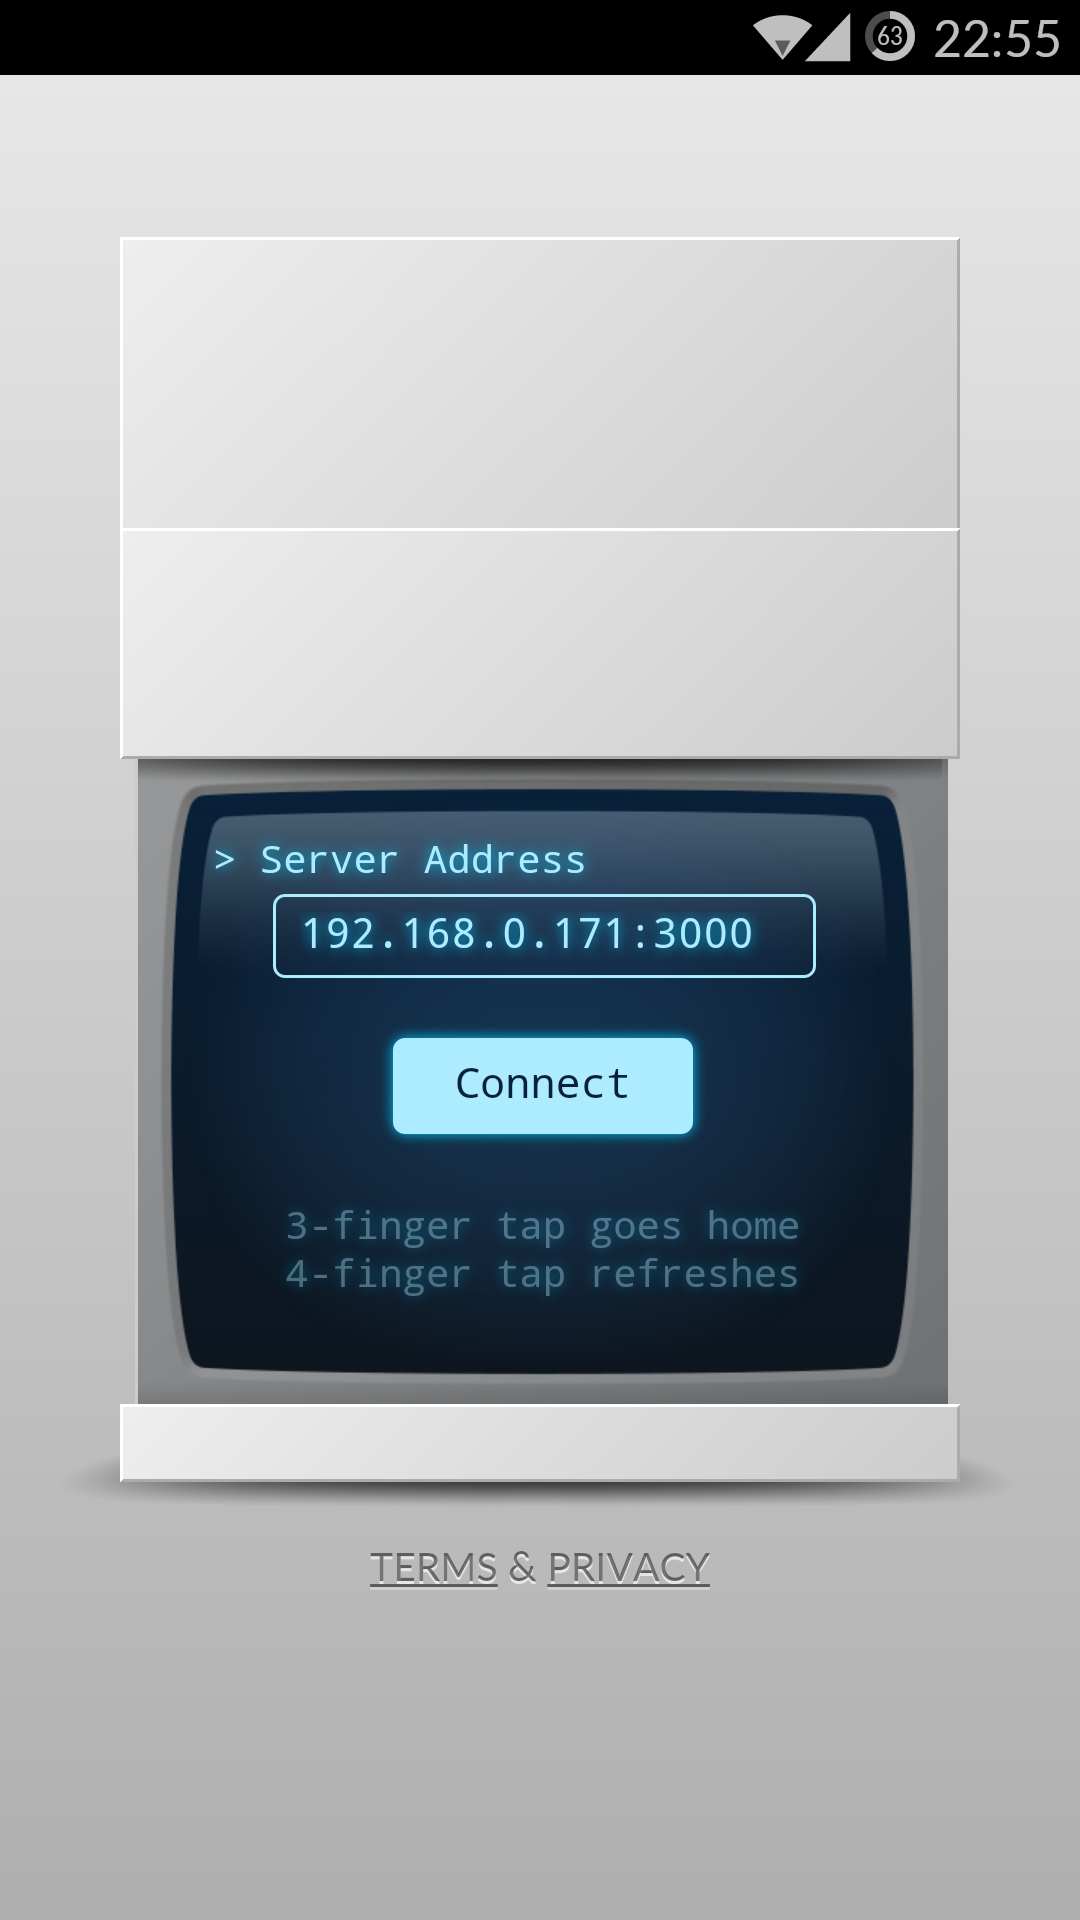 63 22:55
> Server Address
192.168.0.171:3000
Connect
3-finger tap goes home
4-finger tap refreshes
TERMS & PRIVACY